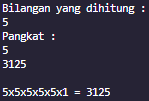 Bilangan yang dihitung :
5
Pangkat :
5
3125
5x5x5x5x5x1 = 3125